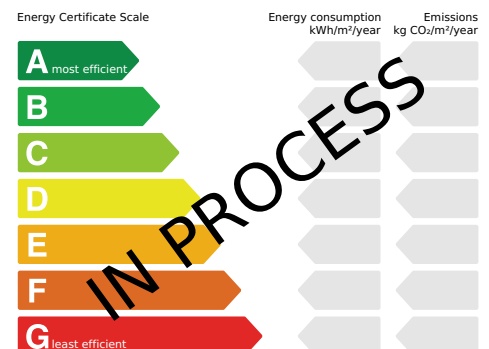 Energy Certificate Scale
Energy consumption
kWh/m²/year
Emissions
kg CO₂/m²/year
A most efficient
B
C
D
E
F
G least efficient
IN PROCESS